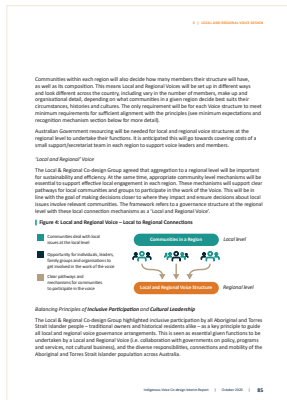 2 | LOCAL AND REGIONAL VOICE DESIGN
Communities within each region will also decide how many members their structure will have,
as well as its composition. This means Local and Regional Voices will be set up in different ways
and look different across the country, including vary in the number of members, make up and
organisational detail, depending on what communities in a given region decide best suits their
circumstances, histories and cultures. The only requirement will be for each Voice structure to meet
minimum requirements for sufficient alignment with the principles (see minimum expectations and
recognition mechanism section below for more detail).
Australian Government resourcing will be needed for local and regional voice structures at the
regional level to undertake their functions. It is anticipated this will go towards covering costs of a
small support/secretariat team in each region to support voice leaders and members.
'Local and Regional' Voice
The Local & Regional Co-design Group agreed that aggregation to a regional level will be important
for sustainability and efficiency. At the same time, appropriate community level mechanisms will be
essential to support effective local engagement in each region. These mechanisms will support clear
pathways for local communities and groups to participate in the work of the Voice. This will be in
line with the goal of making decisions closer to where they impact and ensure decisions about local
issues involve relevant communities. The framework refers to a governance structure at the regional
level with these local connection mechanisms as a 'Local and Regional Voice'.
Figure 4: Local and Regional Voice – Local to Regional Connections
Communities deal with local
issues at the local level
Opportunity for individuals, leaders,
family groups and organisations to
get involved in the work of the voice
Clear pathways and
mechanisms for communities
to participate in the voice
Communities in a Region
Local level
Local and Regional Voice Structure
Regional level
Balancing Principles of Inclusive Participation and Cultural Leadership
The Local & Regional Co-design Group highlighted inclusive participation by all Aboriginal and Torres
Strait Islander people – traditional owners and historical residents alike – as a key principle to guide
all local and regional voice governance arrangements. This is seen as essential given functions to be
undertaken by a Local and Regional Voice (i.e. collaboration with governments on policy, programs
and services, not cultural business), and the diverse responsibilities, connections and mobility of the
Aboriginal and Torres Strait Islander population across Australia.
Indigenous Voice Co-design Interim Report | October 2020 | 85